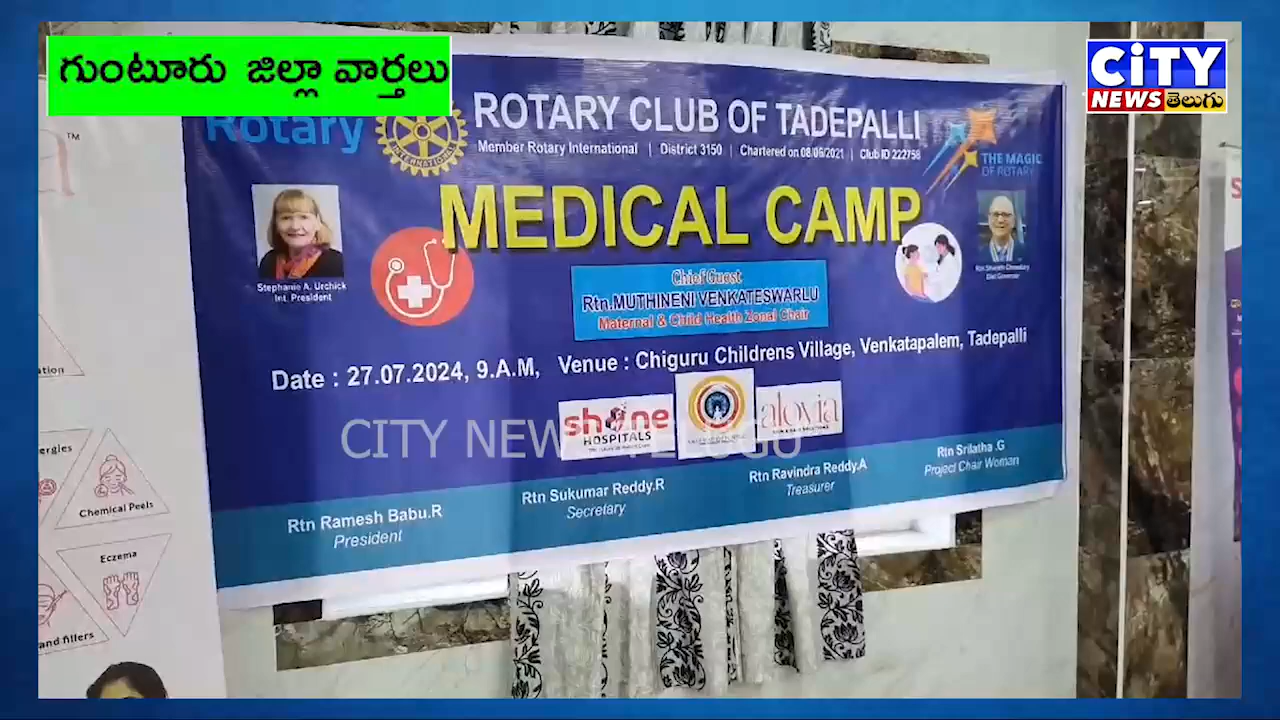 గుంటూరు జిల్లా వార్తలు
CiTY
NEWS తెలుగు
Rotary
INTERNATIONAL
ROTARY CLUB OF TADEPALLI
Member Rotary International | District 3150 | Chartered on 08/06/2021 | Club ID 222756
THE MAGIC
OF ROTARY
MEDICAL CAMP
Stephanie A. Urchick
Int. President
Chief Guest
Rtn.MUTHINENI VENKATESWARLU
Maternal & Child Health Zonal Chair
Date : 27.07.2024, 9.A.M, Venue : Chiguru Childrens Village, Venkatapalem, Tadepalli
shine
HOSPITALS
alovia
CITY NEWS TELUGU
Rtn Ramesh Babu.R
President
Rtn Sukumar Reddy.R
Secretary
Rtn Ravindra Reddy.A
Treasurer
Rtn Srilatha .G
Project Chair Woman
TM
Chemical Peels
Eczema
and fillers